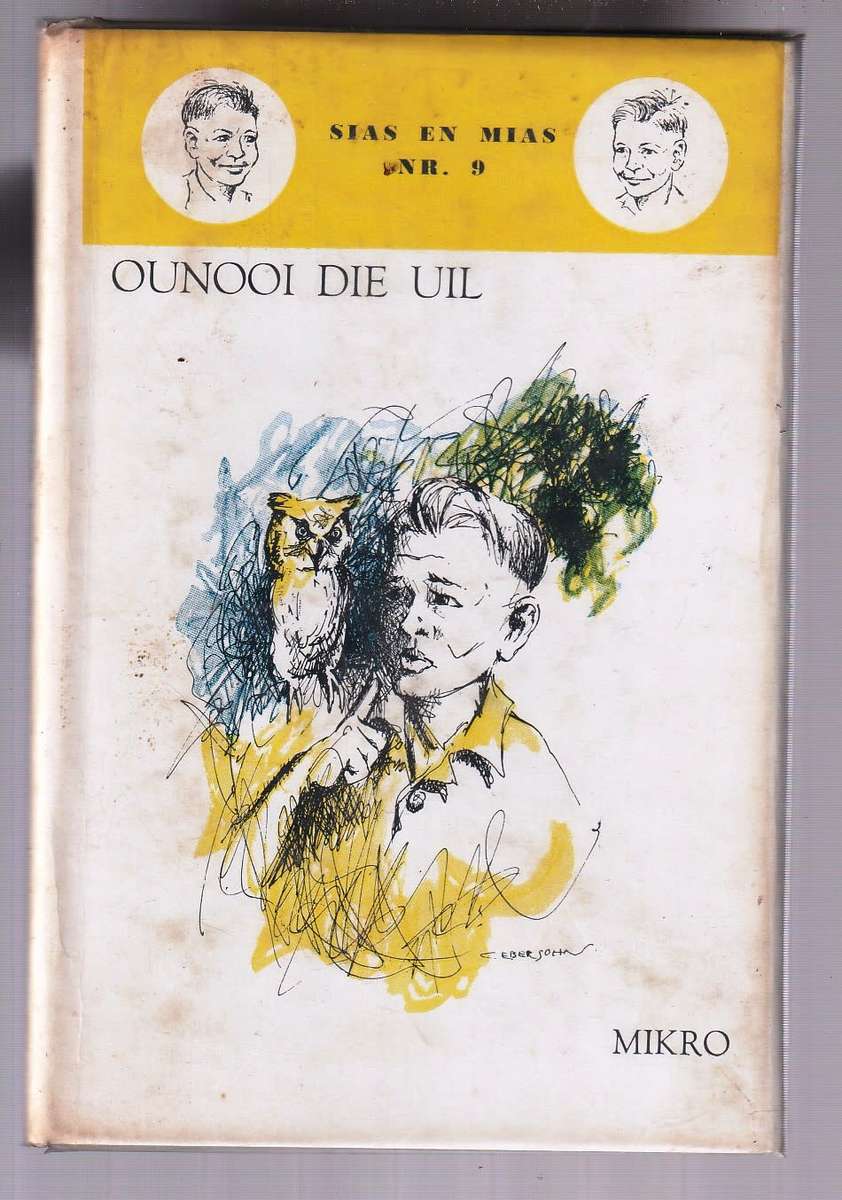 SIAS EN MIAS
NR. 9
OUNOOI DIE UIL
C. EBERSOHN.
MIKRO